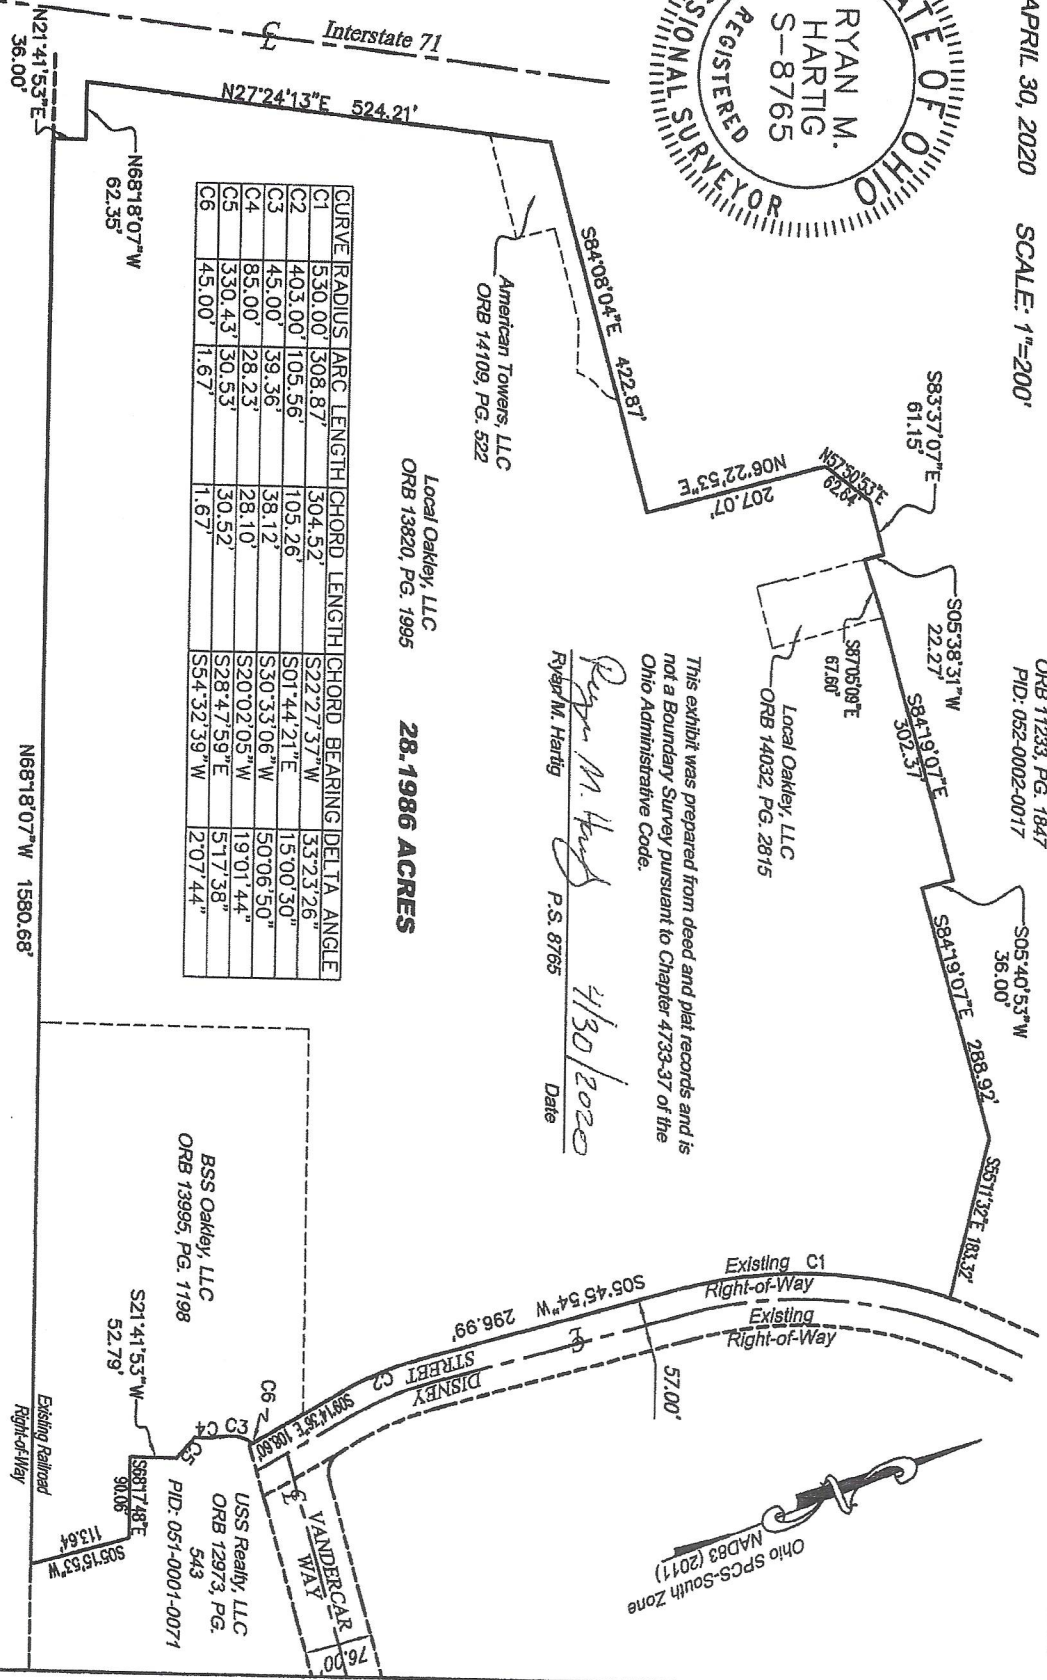 APRIL 30, 2020 SCALE: 1"=200'
ATE OF OHIO
RYAN M.
HARTIG
S-8765
REGISTERED
SIONAL SURVEYOR
ORB 11233, PG. 1847
PID: 052-0002-0017
Interstate 71
N21°41'53"E
36.00'
N68°18'07"W
62.35'
N27°24'13"E 524.21'
S84°08'04"E 422.87'
N06°22'53"E
207.07'
N57°50'53"E
62.64'
S83°37'07"E
61.15'
S05°38'31"W
22.27'
S84°19'07"E
302.37'
S87°06'09"E
67.60'
S05°40'53"W
36.00'
S84°19'07"E 288.92'
S55°11'32"E 183.32'
American Towers, LLC
ORB 14109, PG. 522
Local Oakley, LLC
ORB 14032, PG. 2815
This exhibit was prepared from deed and plat records and is
not a Boundary Survey pursuant to Chapter 4733-37 of the
Ohio Administrative Code.
Ryan M. Hartig 4/30/2020
Ryan M. Hartig P.S. 8765 Date
Local Oakley, LLC
ORB 13820, PG. 1995
28.1986 ACRES
CURVE RADIUS ARC LENGTH CHORD LENGTH CHORD BEARING DELTA ANGLE
C1 530.00' 308.87' 304.52' S22°27'37"W 33°23'26"
C2 403.00' 105.56' 105.26' S01°44'21"E 15°00'30"
C3 45.00' 39.36' 38.12' S30°33'06"W 50°06'50"
C4 85.00' 28.23' 28.10' S20°02'05"W 19°01'44"
C5 330.43' 30.53' 30.52' S28°47'59"E 5°17'38"
C6 45.00' 1.67' 1.67' S54°32'39"W 2°07'44"
Existing C1
Right-of-Way
Existing
Right-of-Way
S05°45'54"W 296.99'
57.00'
DISNEY
STREET C2
S09°14'36"E 108.60'
C6
C3
C4
C5
VANDERCAR
WAY
76.00'
Ohio SPCS-South Zone
NAD83 (2011)
BSS Oakley, LLC
ORB 13995, PG. 1198
S21°41'53"W
52.79'
S68°17'48"E
90.06'
S05°15'53"W
113.64'
USS Realty, LLC
ORB 12973, PG.
543
PID: 051-0001-0071
N68°18'07"W 1580.68'
Existing Railroad
Right-of-Way